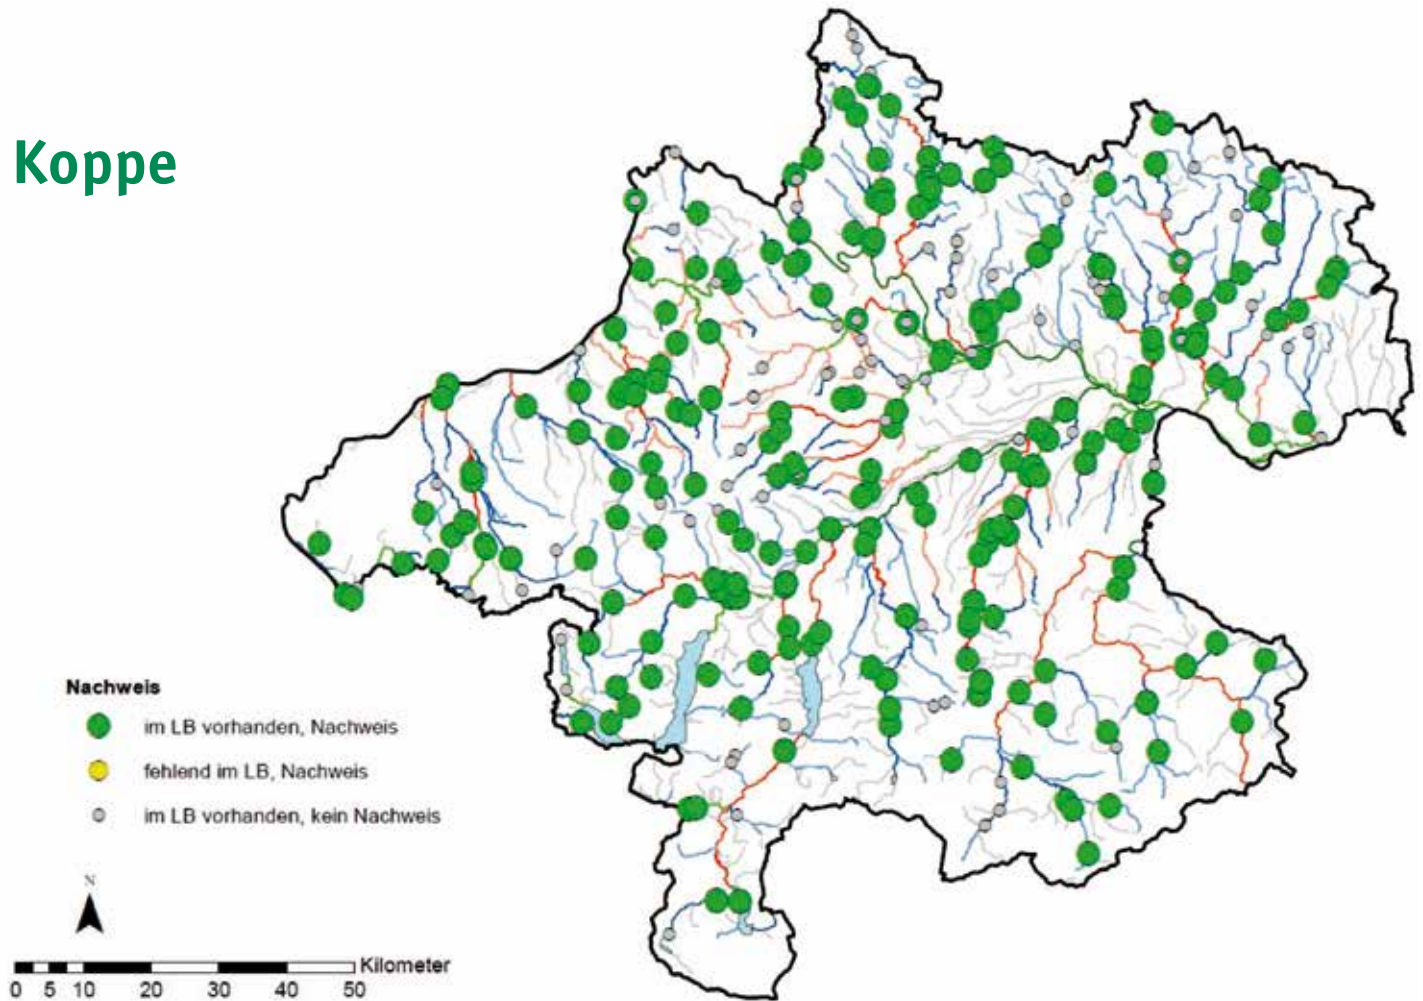 Koppe
Nachweis
im LB vorhanden, Nachweis
fehlend im LB, Nachweis
im LB vorhanden, kein Nachweis
N
Kilometer
0 5 10 20 30 40 50